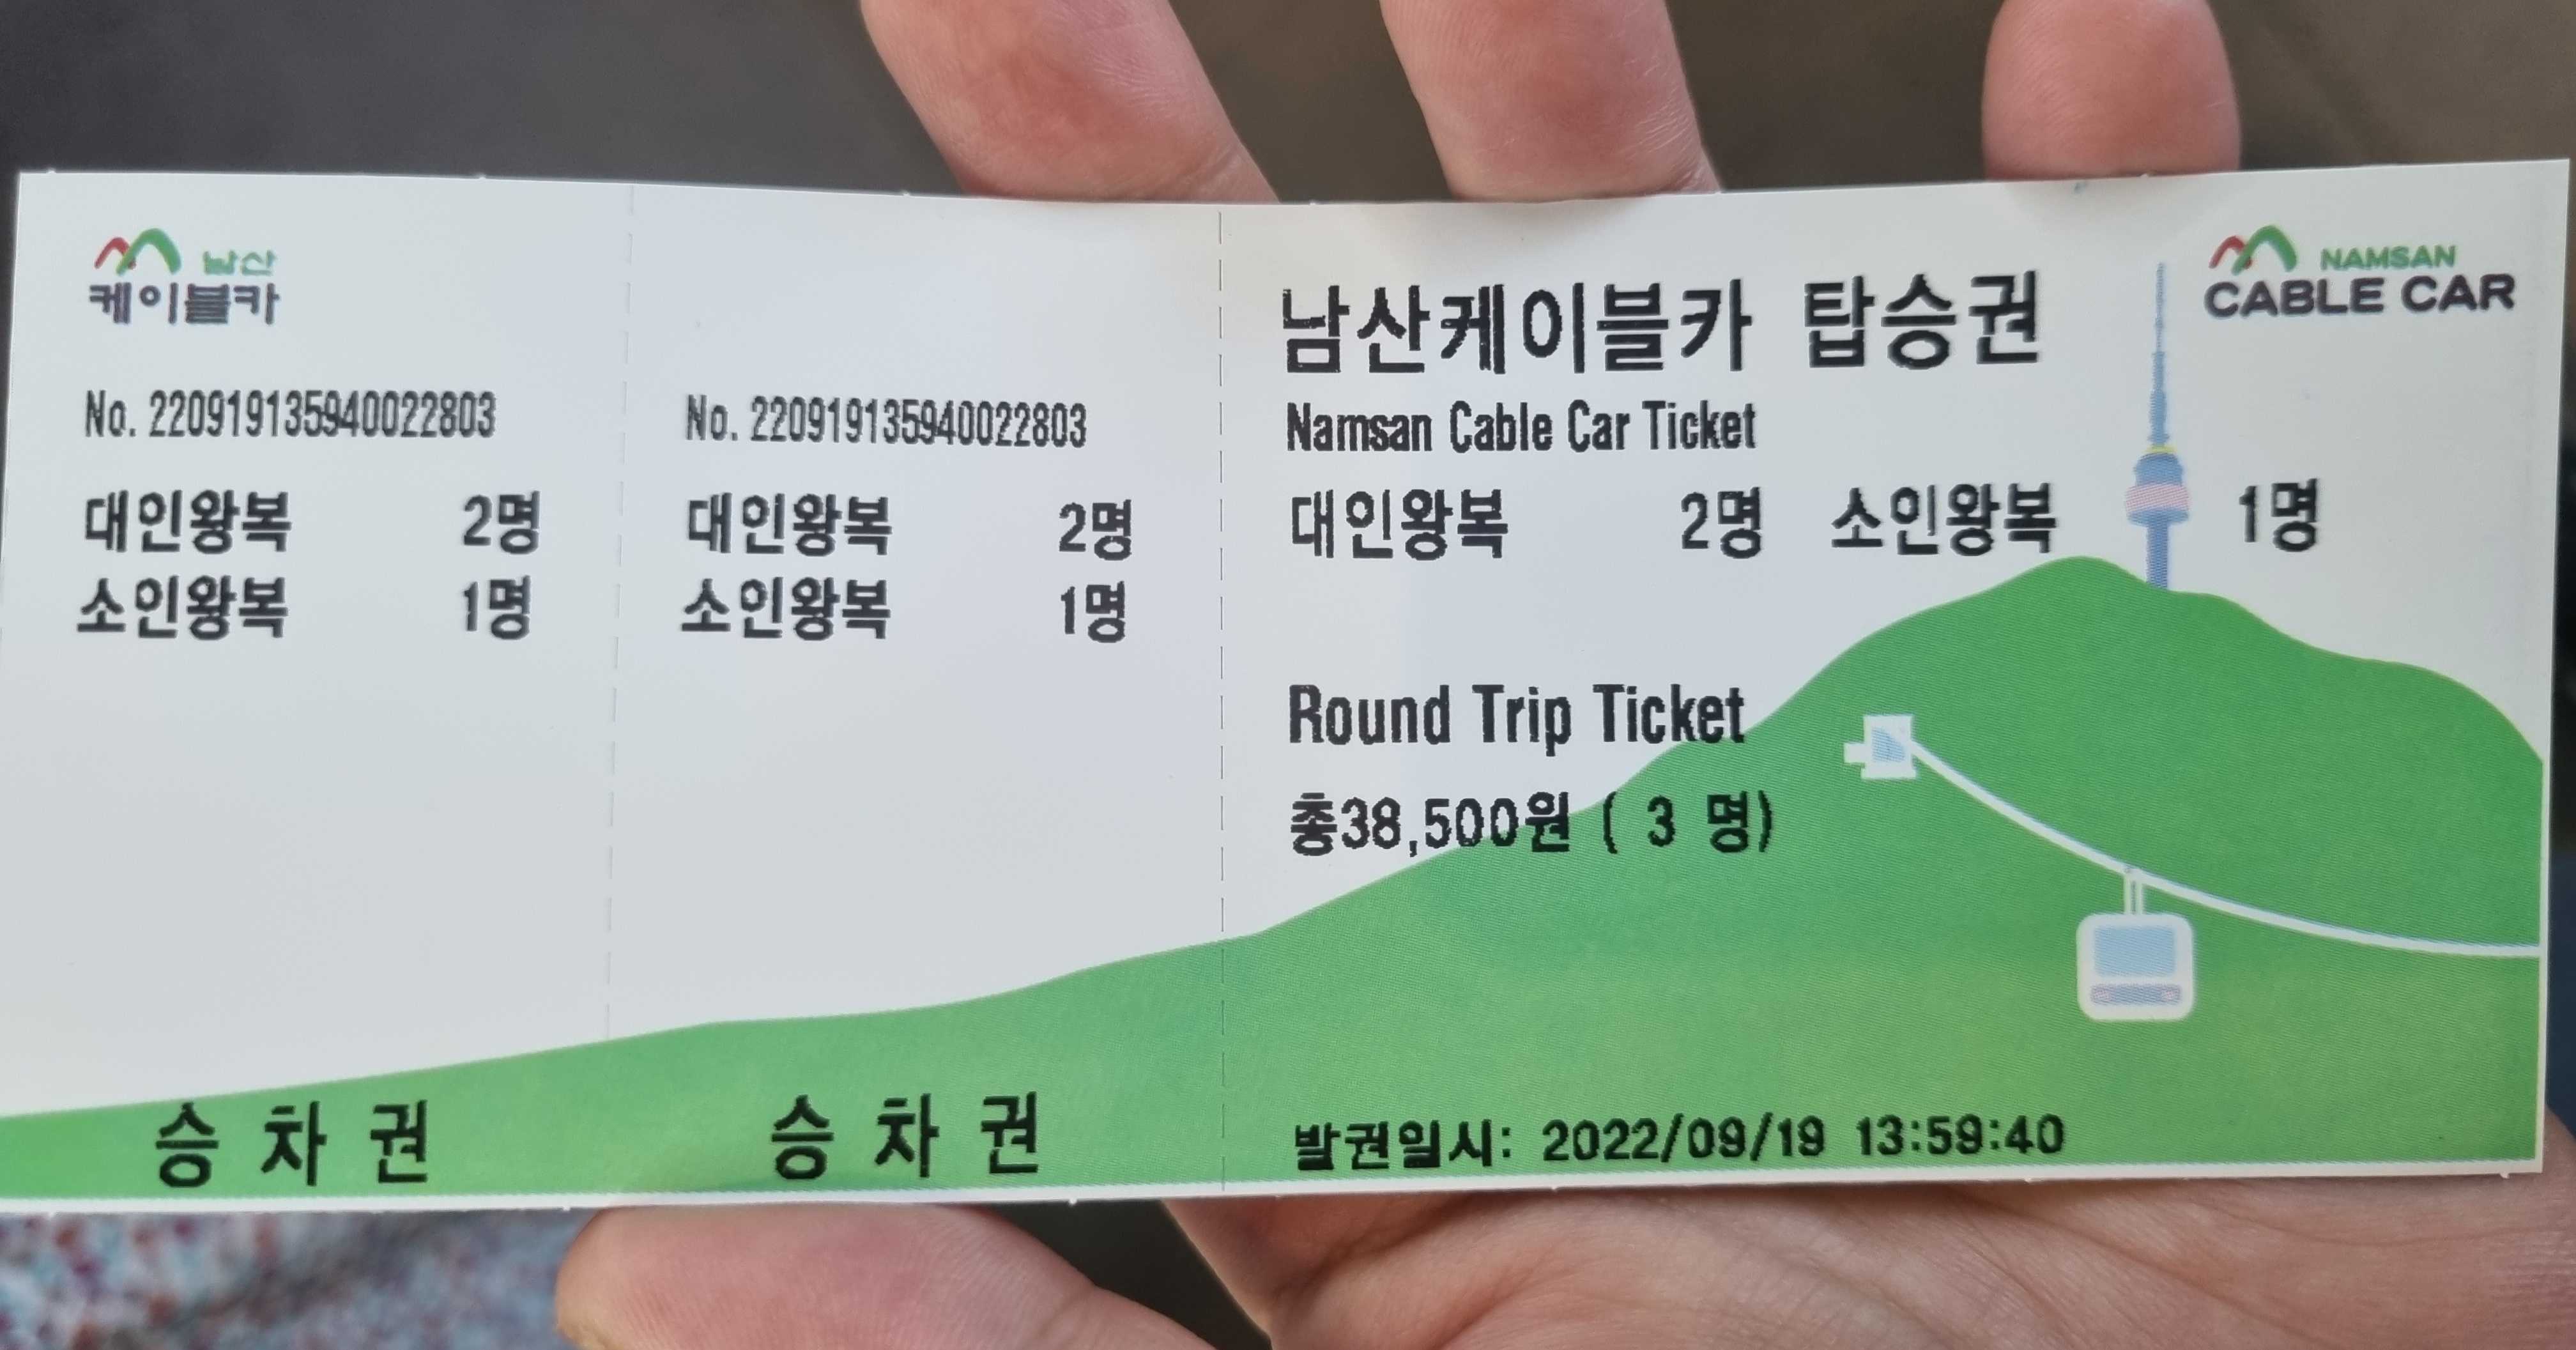 남산
케이블카
No. 220919135940022803
대인왕복 2명
소인왕복 1명
승 차 권
No. 220919135940022803
대인왕복 2명
소인왕복 1명
승 차 권
NAMSAN
CABLE CAR
남산케이블카 탑승권
Namsan Cable Car Ticket
대인왕복 2명 소인왕복 1명
Round Trip Ticket
총38,500원 ( 3 명)
발권일시: 2022/09/19 13:59:40